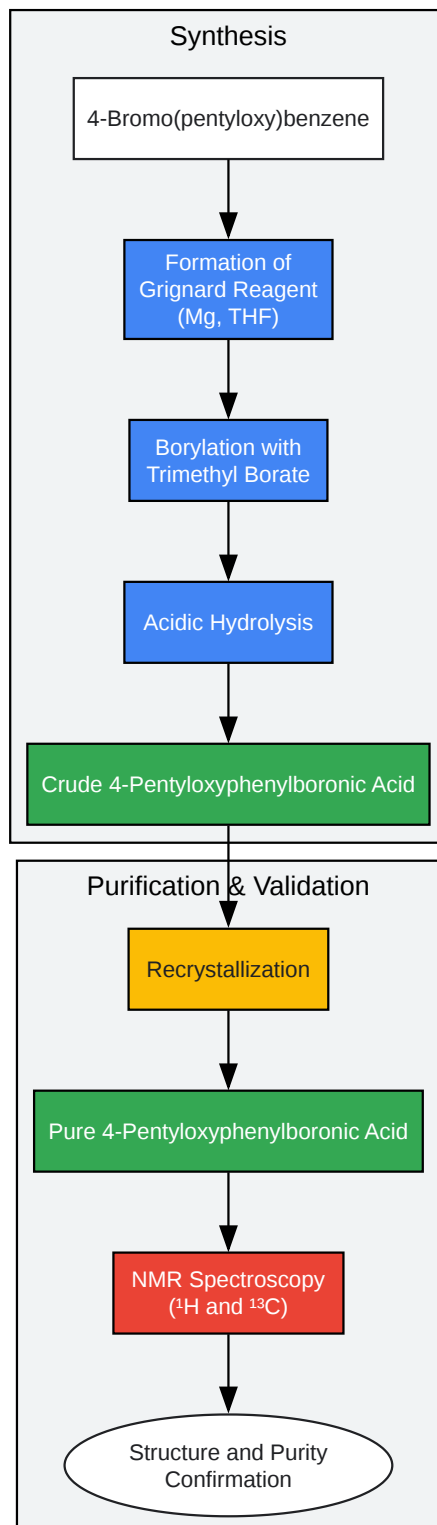 Synthesis
4-Bromo(pentyloxy)benzene
Formation of
Grignard Reagent
(Mg, THF)
Borylation with
Trimethyl Borate
Acidic Hydrolysis
Crude 4-Pentyloxyphenylboronic Acid
Purification & Validation
Recrystallization
Pure 4-Pentyloxyphenylboronic Acid
NMR Spectroscopy
(¹H and ¹³C)
Structure and Purity
Confirmation